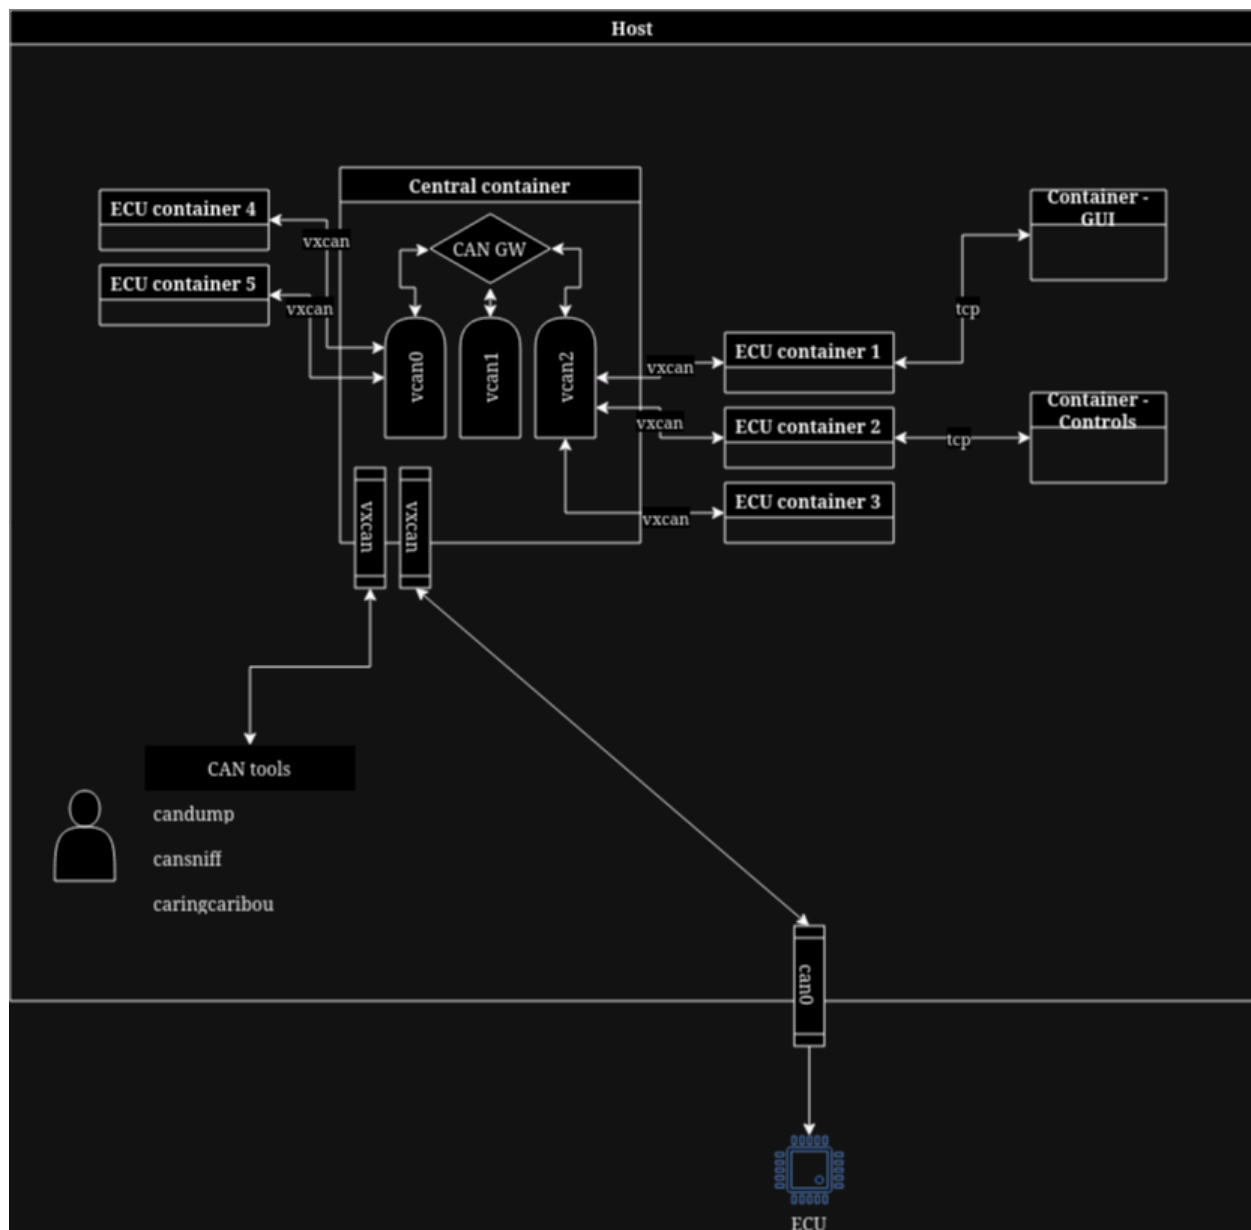 Host
Central container
ECU container 4
vxcan
CAN GW
Container -
GUI
ECU container 5
vxcan
tcp
vcan0
vcan1
vcan2
vxcan
ECU container 1
Container -
Controls
vxcan
ECU container 2
tcp
ECU container 3
vxcan
vxcan
vxcan
CAN tools
candump
cansniff
caringcaribou
can0
ECU